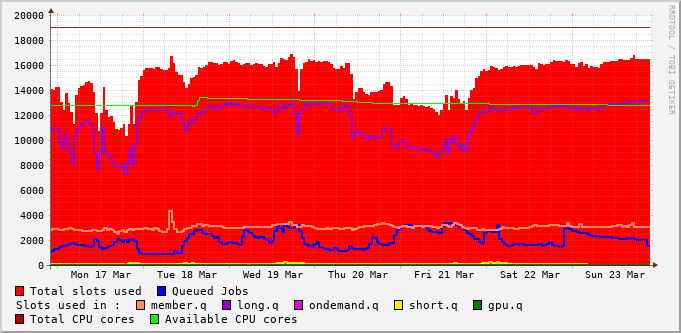 20000
18000
16000
14000
12000
10000
8000
6000
4000
2000
0
Mon 17 Mar Tue 18 Mar Wed 19 Mar Thu 20 Mar Fri 21 Mar Sat 22 Mar Sun 23 Mar
Total slots used Queued Jobs
Slots used in : member.q long.q ondemand.q short.q gpu.q
Total CPU cores Available CPU cores
RRDTOOL / TOBI OETIKER